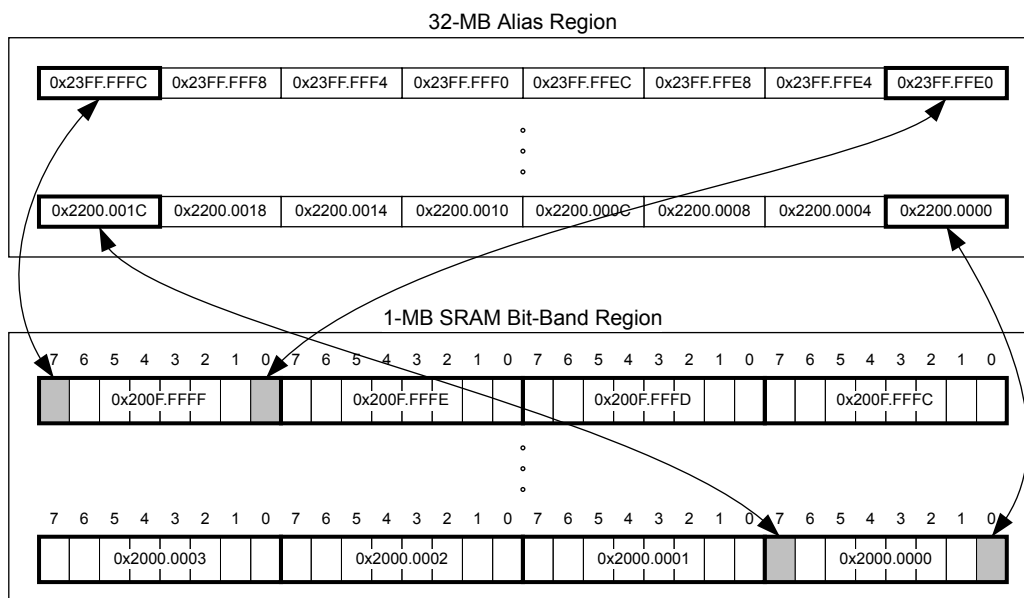 32-MB Alias Region
0x23FF.FFFC 0x23FF.FFF8 0x23FF.FFF4 0x23FF.FFF0 0x23FF.FFEC 0x23FF.FFE8 0x23FF.FFE4 0x23FF.FFE0
0x2200.001C 0x2200.0018 0x2200.0014 0x2200.0010 0x2200.000C 0x2200.0008 0x2200.0004 0x2200.0000
1-MB SRAM Bit-Band Region
7 6 5 4 3 2 1 0 7 6 5 4 3 2 1 0 7 6 5 4 3 2 1 0 7 6 5 4 3 2 1 0
0x200F.FFFF 0x200F.FFFE 0x200F.FFFD 0x200F.FFFC
7 6 5 4 3 2 1 0 7 6 5 4 3 2 1 0 7 6 5 4 3 2 1 0 7 6 5 4 3 2 1 0
0x2000.0003 0x2000.0002 0x2000.0001 0x2000.0000